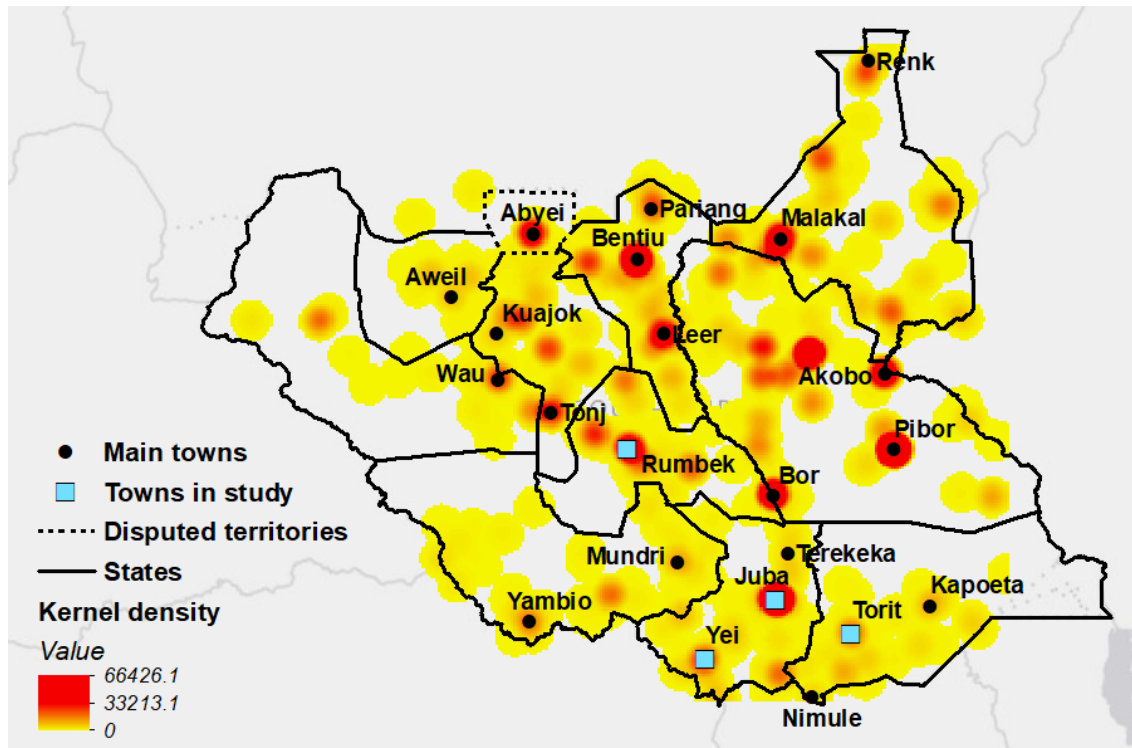 Renk
Abyei
Pariang
Malakal
Bentiu
Aweil
Kuajok
Leer
Wau
Akobo
Tonj
Pibor
Rumbek
Bor
Mundri
Terekeka
Juba
Kapoeta
Yambio
Torit
Yei
Nimule
Main towns
Towns in study
Disputed territories
States
Kernel density
Value
66426.1
33213.1
0